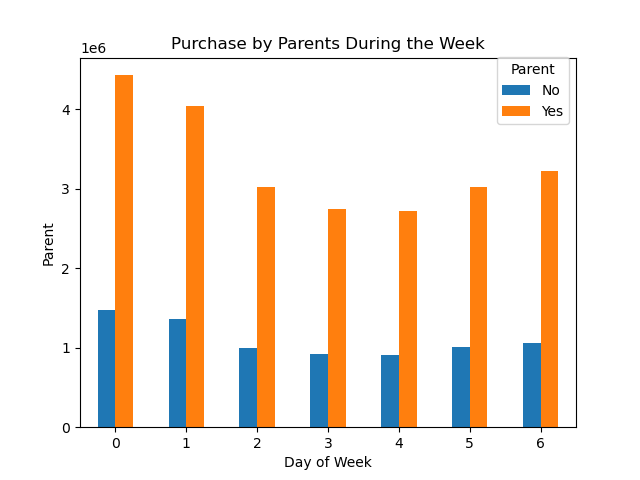 Purchase by Parents During the Week
1e6
Parent
No
Yes
4
3
2
1
0
Parent
0 1 2 3 4 5 6
Day of Week